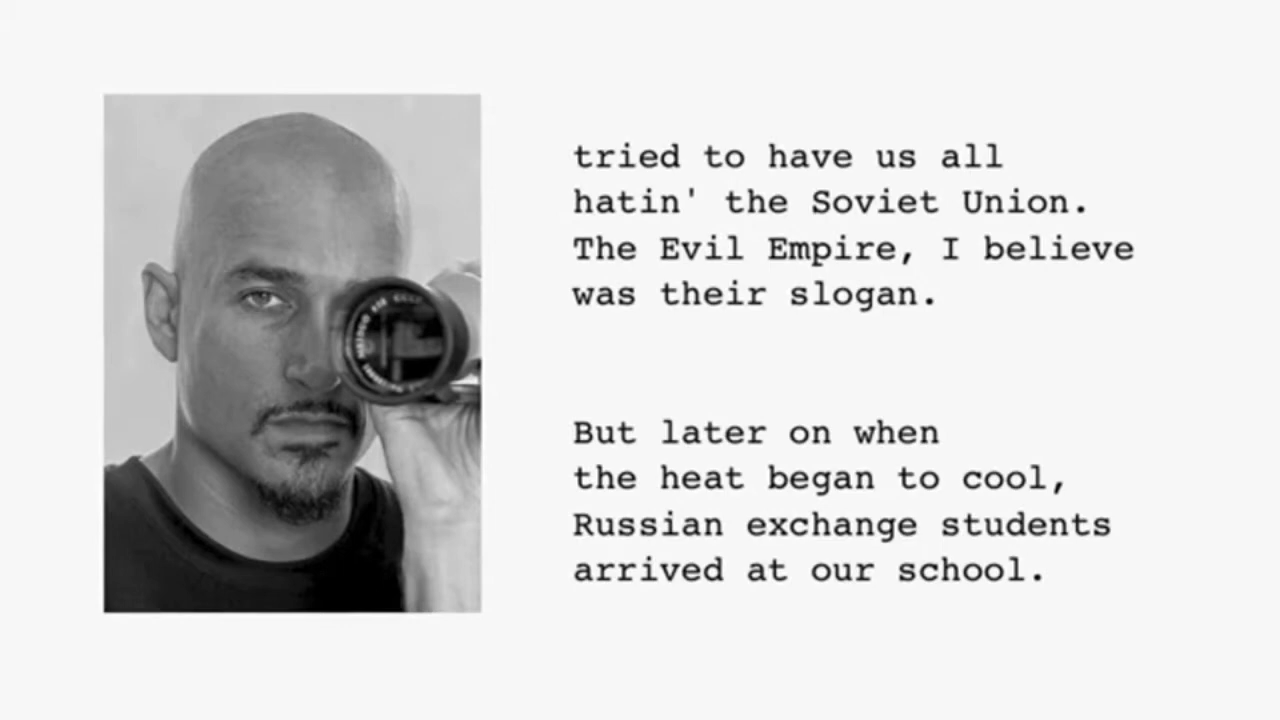 tried to have us all
hatin' the Soviet Union.
The Evil Empire, I believe
was their slogan.
But later on when
the heat began to cool,
Russian exchange students
arrived at our school.